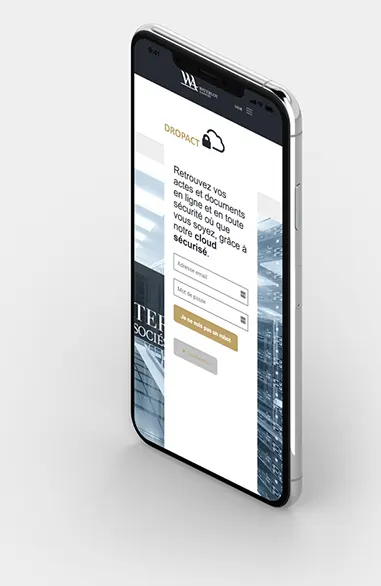 9:41
WA
DROPACT
Retrouvez vos
actes et documents
en ligne et en toute
sécurité où que
vous soyez, grâce à
notre cloud
sécurisé.
Adresse email
Mot de passe
Je ne suis pas un robot
TER
SOCIÉ